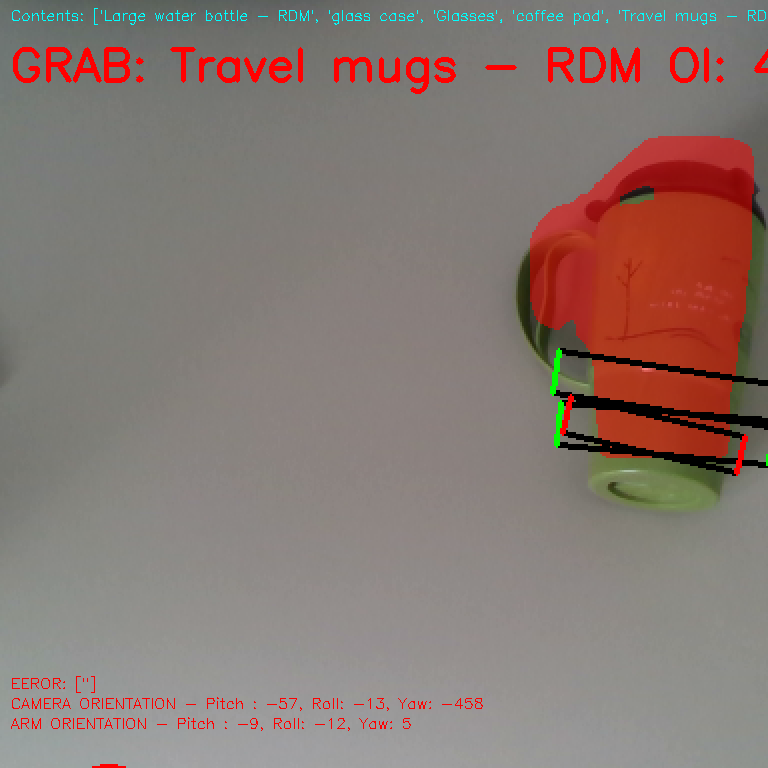 Contents: ['Large water bottle – RDM', 'glass case', 'Glasses', 'coffee pad', 'Travel mugs – RD
GRAB: Travel mugs – RDM OI: 4
EEROR: ['']
CAMERA ORIENTATION – Pitch : -57, Roll: -13, Yaw: -458
ARM ORIENTATION – Pitch : -9, Roll: -12, Yaw: 5